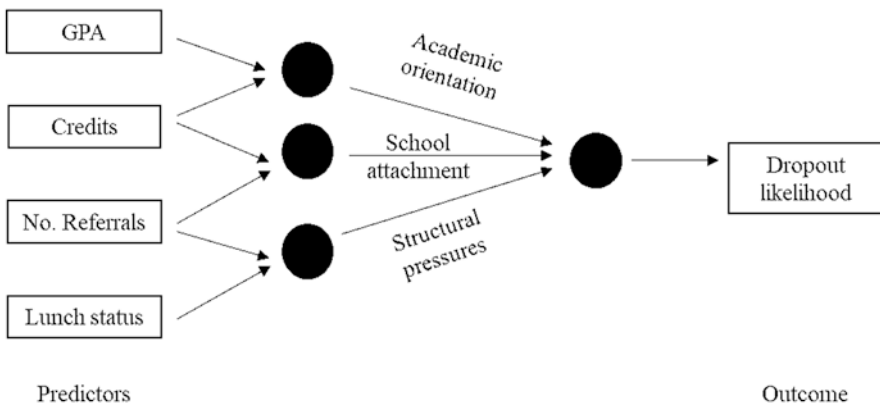 GPA
Credits
No. Referrals
Lunch status
Academic
orientation
School
attachment
Structural
pressures
Dropout
likelihood
Predictors
Outcome